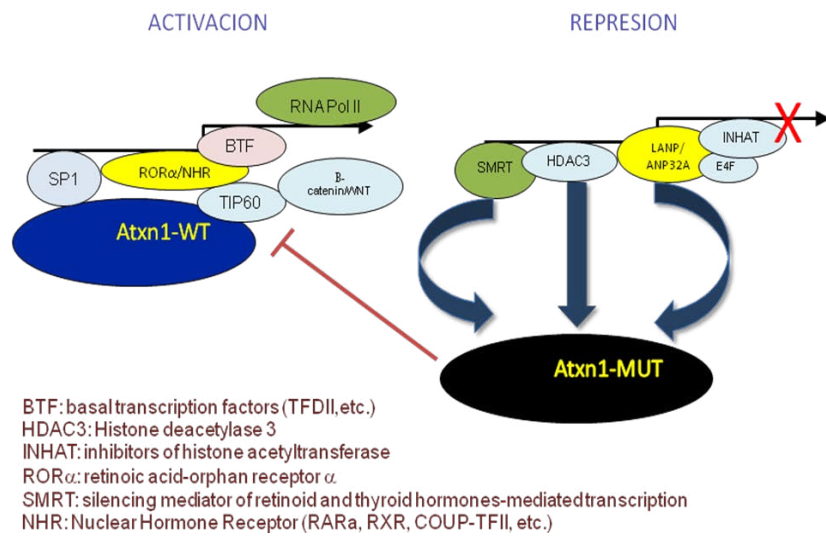 ACTIVACION
REPRESION
RNAPol II
BTF
SP1
RORα/NHR
TIP60
β-
catenin/WNT
Atxn1-WT
SMRT
HDAC3
LANP/
ANP32A
INHAT
E4F
Atxn1-MUT
BTF: basal transcription factors (TFDII,etc.)
HDAC3: Histone deacetylase 3
INHAT: inhibitors of histone acetyltransferase
RORα: retinoic acid-orphan receptor α
SMRT: silencing mediator of retinoid and thyroid hormones-mediated transcription
NHR: Nuclear Hormone Receptor (RARa, RXR, COUP-TFII, etc.)